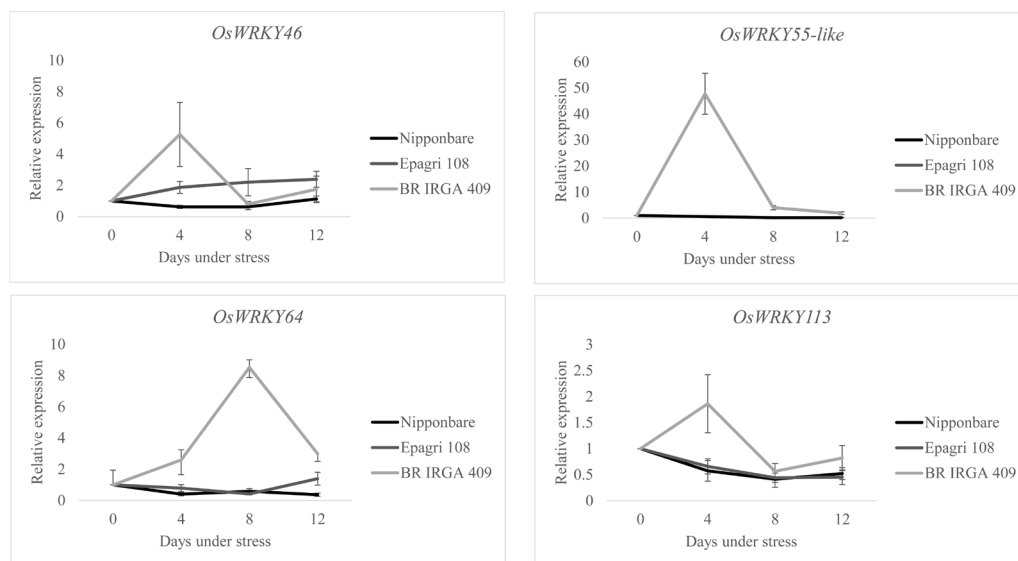 OsWRKY46
10
8
6
4
2
0
Relative expression
0 4 8 12
Days under stress
Nipponbare
Epagri 108
BR IRGA 409
OsWRKY55-like
60
50
40
30
20
10
0
Relative expression
0 4 8 12
Days under stress
Nipponbare
Epagri 108
BR IRGA 409
OsWRKY64
10
8
6
4
2
0
Relative expression
0 4 8 12
Days under stress
Nipponbare
Epagri 108
BR IRGA 409
OsWRKY113
3
2.5
2
1.5
1
0.5
0
Relative expression
0 4 8 12
Days under stress
Nipponbare
Epagri 108
BR IRGA 409